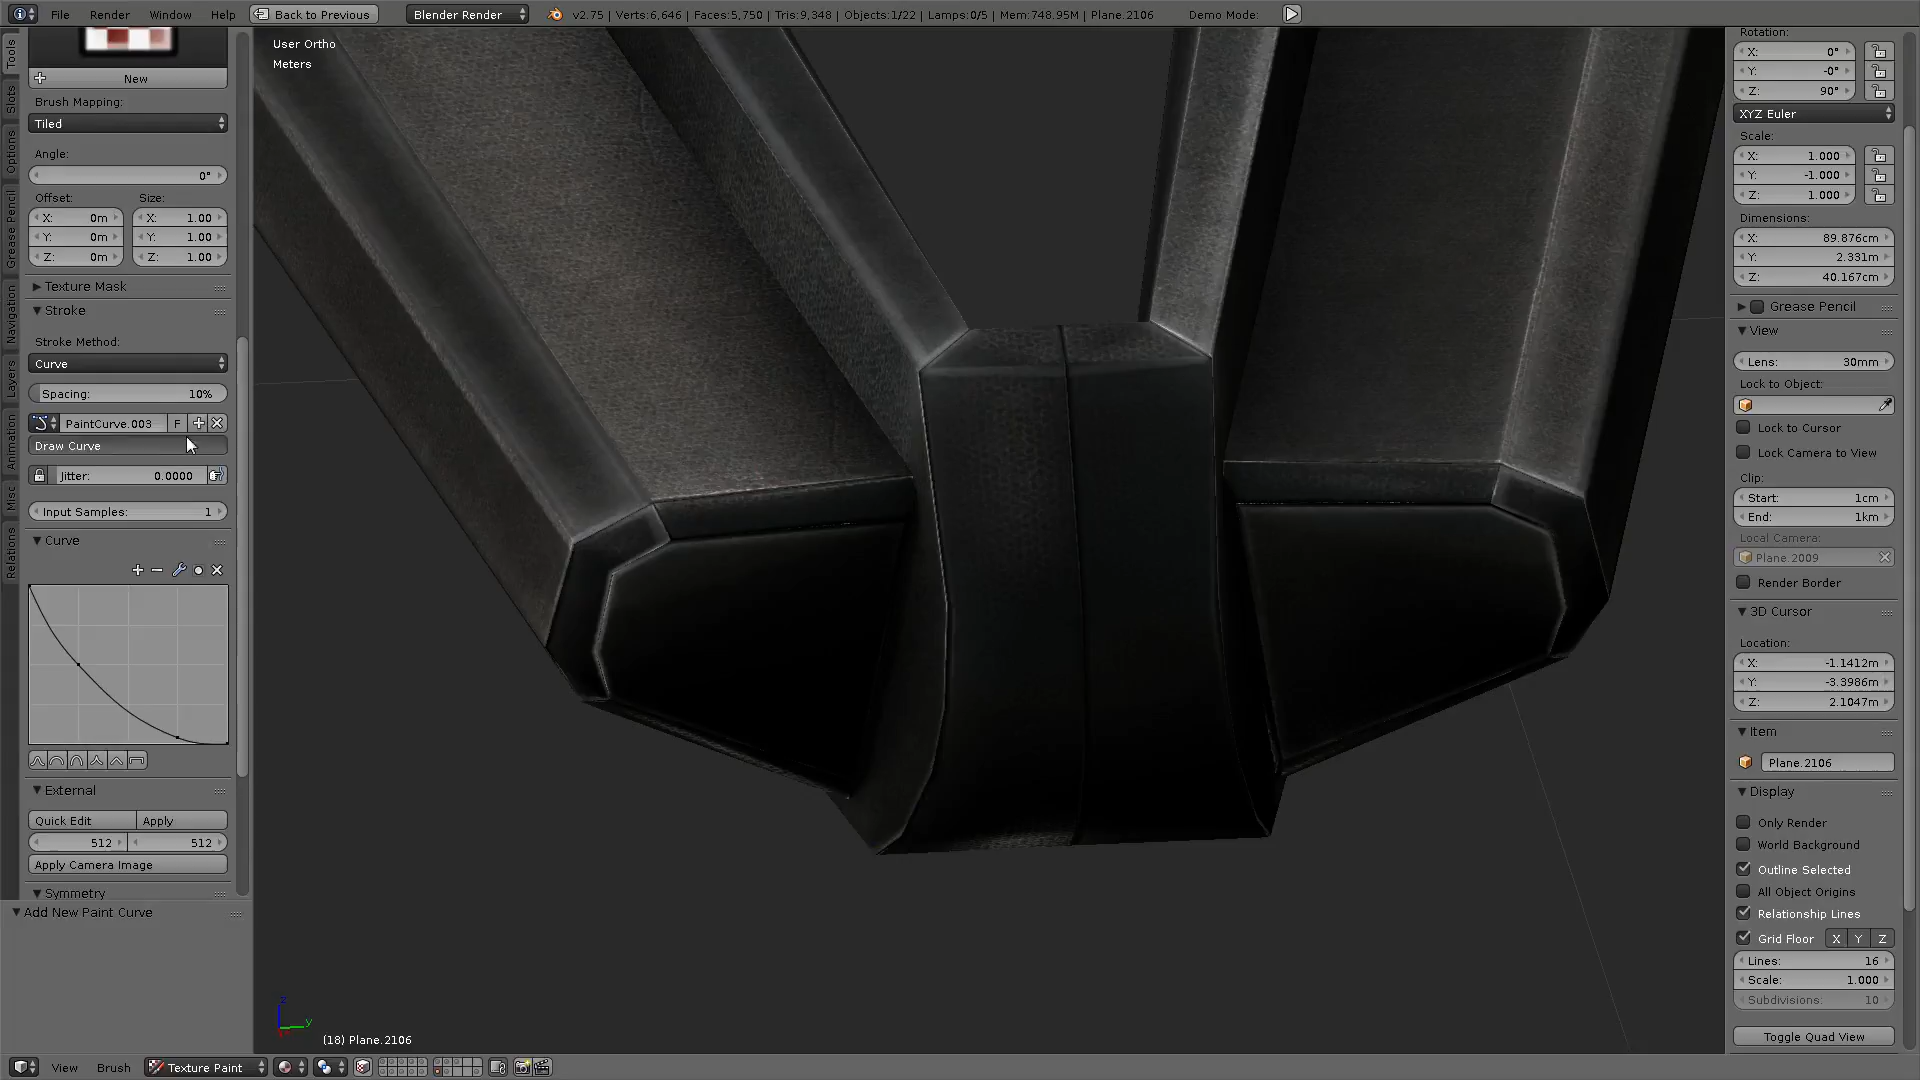 File Render Window Help Back to Previous Blender Render v2.75 | Verts:6,646 | Faces:5,750 | Tris:9,348 | Objects:1/22 | Lamps:0/5 | Mem:748.95M | Plane.2106 Demo Mode:
Tools
Slots
Options
Grease Pencil
Navigation
Layers
Animation
Misc
Relations
New
Brush Mapping:
Tiled
Angle:
0°
Offset: Size:
X: 0m X: 1.00
Y: 0m Y: 1.00
Z: 0m Z: 1.00
Texture Mask
Stroke
Stroke Method:
Curve
Spacing: 10%
PaintCurve.003 F
Draw Curve
Jitter: 0.0000
Input Samples: 1
Curve
External
Quick Edit Apply
512 512
Apply Camera Image
Symmetry
Add New Paint Curve
User Ortho
Meters
z
y
(18) Plane.2106
Rotation:
X: 0°
Y: -0°
Z: 90°
XYZ Euler
Scale:
X: 1.000
Y: -1.000
Z: 1.000
Dimensions:
X: 89.876cm
Y: 2.331m
Z: 40.167cm
Grease Pencil
View
Lens: 30mm
Lock to Object:
Lock to Cursor
Lock Camera to View
Clip:
Start: 1cm
End: 1km
Local Camera:
Plane.2009
Render Border
3D Cursor
Location:
X: -1.1412m
Y: -3.3986m
Z: 2.1047m
Item
Plane.2106
Display
Only Render
World Background
Outline Selected
All Object Origins
Relationship Lines
Grid Floor X Y Z
Lines: 16
Scale: 1.000
Subdivisions: 10
Toggle Quad View
View Brush Texture Paint